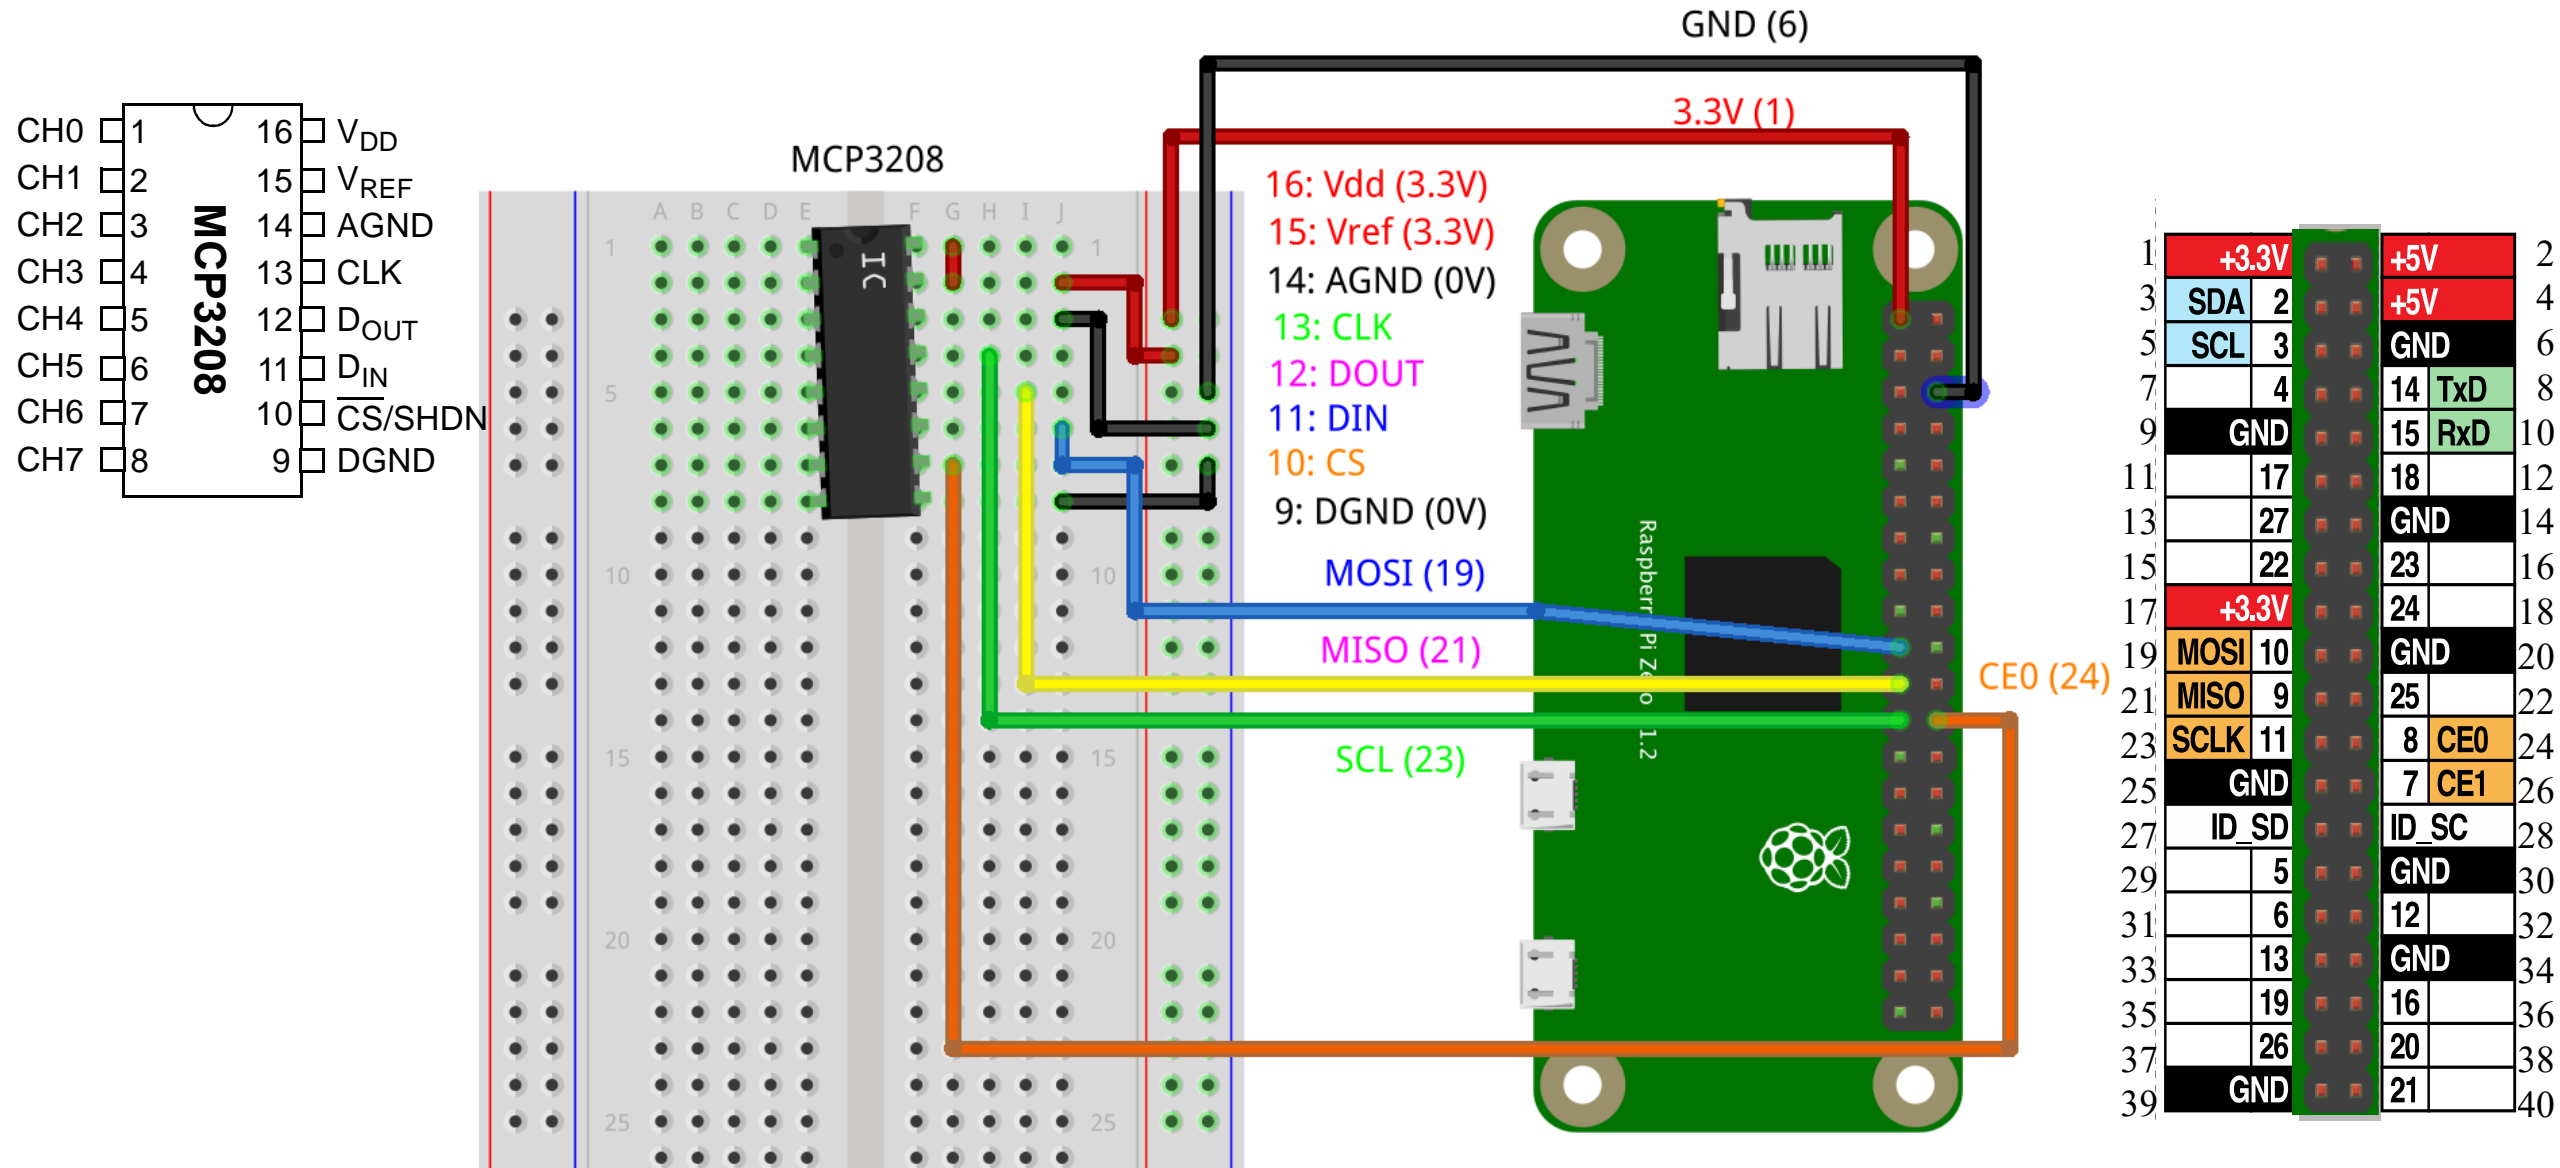 GND (6)
3.3V (1)
MCP3208
CH0 1 16 VDD
CH1 2 15 VREF
CH2 3 14 AGND
CH3 4 13 CLK
CH4 5 12 DOUT
CH5 6 11 DIN
CH6 7 10 CS/SHDN
CH7 8 9 DGND
MCP3208
A B C D E F G H I J
1 1
5
10 10
15 15
20 20
25 25
IC
16: Vdd (3.3V)
15: Vref (3.3V)
14: AGND (0V)
13: CLK
12: DOUT
11: DIN
10: CS
9: DGND (0V)
MOSI (19)
MISO (21)
SCL (23)
CE0 (24)
1 +3.3V +5V 2
3 SDA 2 +5V 4
5 SCL 3 GND 6
7 4 14 TxD 8
9 GND 15 RxD 10
11 17 18 12
13 27 GND 14
15 22 23 16
17 +3.3V 24 18
19 MOSI 10 GND 20
21 MISO 9 25 22
23 SCLK 11 8 CE0 24
25 GND 7 CE1 26
27 ID_SD ID_SC 28
29 5 GND 30
31 6 12 32
33 13 GND 34
35 19 16 36
37 26 20 38
39 GND 21 40